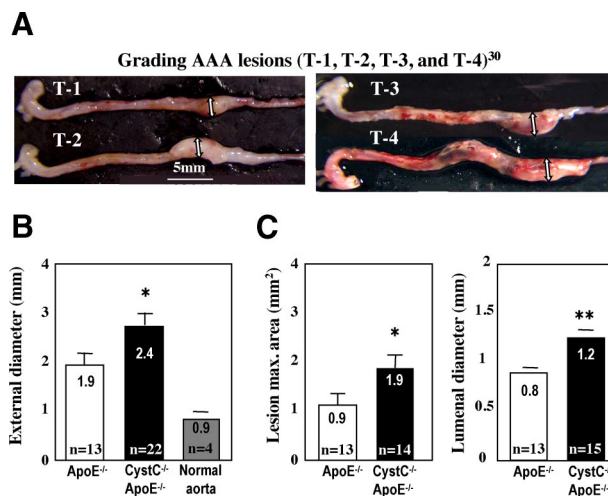 A
Grading AAA lesions (T-1, T-2, T-3, and T-4)30
T-1
T-2
5mm
T-3
T-4
B
External diameter (mm)
4
3
2
1
0
*
1.9
2.4
0.9
n=13
n=22
n=4
ApoE-/-
CystC-/-
ApoE-/-
Normal
aorta
C
Lesion max. area (mm2)
4
3
2
1
0
*
0.9
1.9
n=13
n=14
ApoE-/-
CystC-/-
ApoE-/-
Lumenal diameter (mm)
2
1.5
1
0.5
0
**
0.8
1.2
n=13
n=15
ApoE-/-
CystC-/-
ApoE-/-